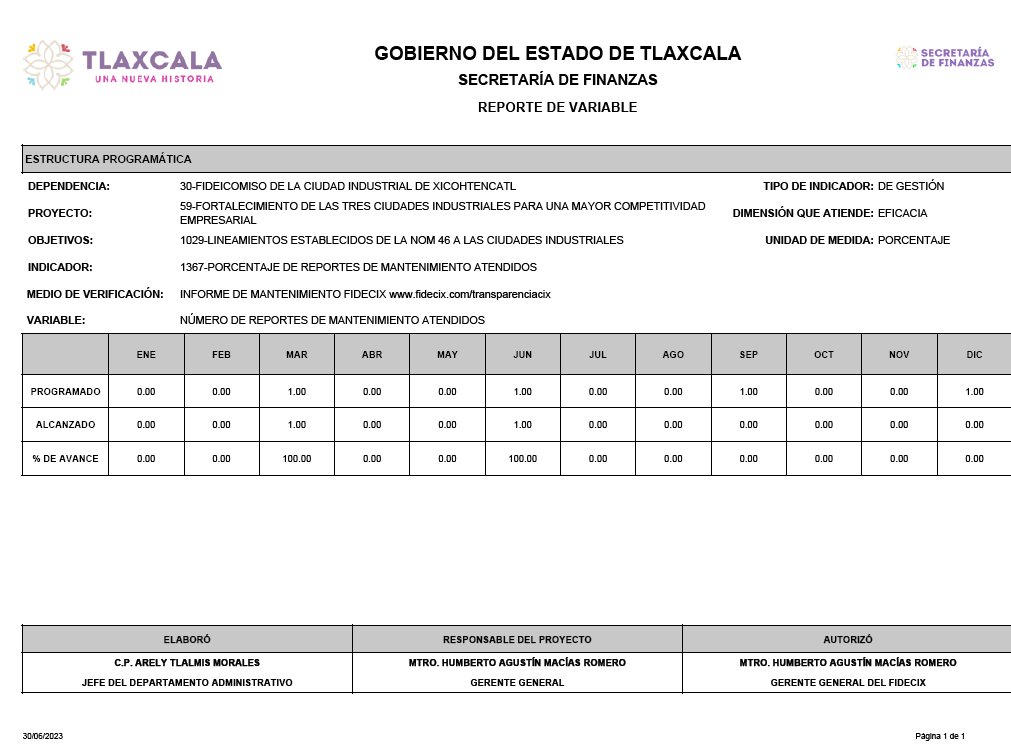 TLAXCALA
UNA NUEVA HISTORIA
GOBIERNO DEL ESTADO DE TLAXCALA
SECRETARÍA DE FINANZAS
REPORTE DE VARIABLE
SECRETARÍA
DE FINANZAS
ESTRUCTURA PROGRAMÁTICA
DEPENDENCIA: 30-FIDEICOMISO DE LA CIUDAD INDUSTRIAL DE XICOHTENCATL TIPO DE INDICADOR: DE GESTIÓN
PROYECTO: 59-FORTALECIMIENTO DE LAS TRES CIUDADES INDUSTRIALES PARA UNA MAYOR COMPETITIVIDAD
EMPRESARIAL DIMENSIÓN QUE ATIENDE: EFICACIA
OBJETIVOS: 1029-LINEAMIENTOS ESTABLECIDOS DE LA NOM 46 A LAS CIUDADES INDUSTRIALES UNIDAD DE MEDIDA: PORCENTAJE
INDICADOR: 1367-PORCENTAJE DE REPORTES DE MANTENIMIENTO ATENDIDOS
MEDIO DE VERIFICACIÓN: INFORME DE MANTENIMIENTO FIDECIX www.fidecix.com/transparenciacix
VARIABLE: NÚMERO DE REPORTES DE MANTENIMIENTO ATENDIDOS
ENE FEB MAR ABR MAY JUN JUL AGO SEP OCT NOV DIC
PROGRAMADO 0.00 0.00 1.00 0.00 0.00 1.00 0.00 0.00 1.00 0.00 0.00 1.00
ALCANZADO 0.00 0.00 1.00 0.00 0.00 1.00 0.00 0.00 0.00 0.00 0.00 0.00
% DE AVANCE 0.00 0.00 100.00 0.00 0.00 100.00 0.00 0.00 0.00 0.00 0.00 0.00
ELABORÓ RESPONSABLE DEL PROYECTO AUTORIZÓ
C.P. ARELY TLALMIS MORALES MTRO. HUMBERTO AGUSTÍN MACÍAS ROMERO MTRO. HUMBERTO AGUSTÍN MACÍAS ROMERO
JEFE DEL DEPARTAMENTO ADMINISTRATIVO GERENTE GENERAL GERENTE GENERAL DEL FIDECIX
30/06/2023 Página 1 de 1